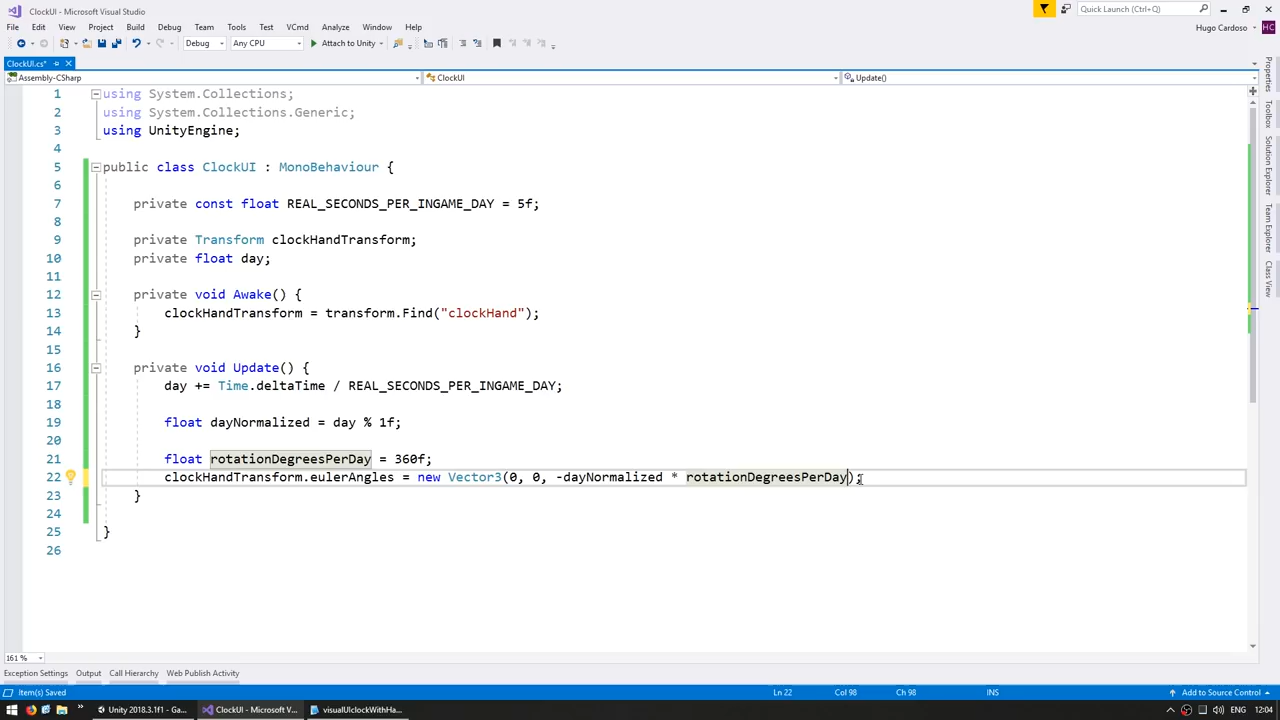 ClockUI - Microsoft Visual Studio
Quick Launch (Ctrl+Q)
File Edit View Project Build Debug Team Tools Test VCmd Analyze Window Help
Hugo Cardoso HC
Debug Any CPU Attach to Unity
ClockUI.cs*
Assembly-CSharp ClockUI Update()
1 using System.Collections;
2 using System.Collections.Generic;
3 using UnityEngine;
4
5 public class ClockUI : MonoBehaviour {
6
7 private const float REAL_SECONDS_PER_INGAME_DAY = 5f;
8
9 private Transform clockHandTransform;
10 private float day;
11
12 private void Awake() {
13 clockHandTransform = transform.Find("clockHand");
14 }
15
16 private void Update() {
17 day += Time.deltaTime / REAL_SECONDS_PER_INGAME_DAY;
18
19 float dayNormalized = day % 1f;
20
21 float rotationDegreesPerDay = 360f;
22 clockHandTransform.eulerAngles = new Vector3(0, 0, -dayNormalized * rotationDegreesPerDay);
23 }
24
25 }
26
Properties
Toolbox
Solution Explorer
Team Explorer
Class View
161 %
Exception Settings Output Call Hierarchy Web Publish Activity
Item(s) Saved Ln 22 Col 98 Ch 98 INS Add to Source Control
Unity 2018.3.1f1 - Ga... ClockUI - Microsoft V... visualUIclockWithHa... ENG 12:04